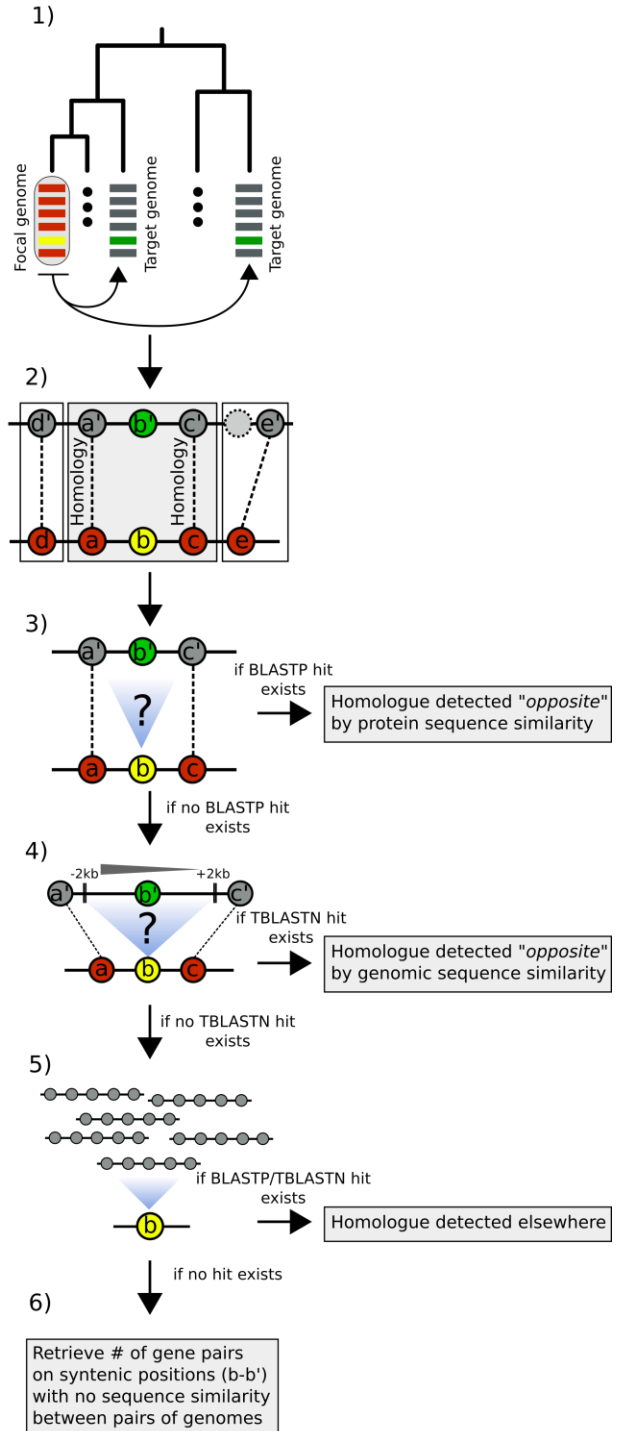 1)
Focal genome
Target genome
Target genome
2)
d'
a'
b'
c'
e'
Homology
Homology
d
a
b
c
e
3)
a'
b'
c'
if BLASTP hit
exists
Homologue detected "opposite"
by protein sequence similarity
?
a
b
c
if no BLASTP hit
exists
4)
-2kb
+2kb
a'
b'
c'
?
if TBLASTN hit
exists
Homologue detected "opposite"
by genomic sequence similarity
a
b
c
if no TBLASTN hit
exists
5)
if BLASTP/TBLASTN hit
exists
b
Homologue detected elsewhere
if no hit exists
6)
Retrieve # of gene pairs
on syntenic positions (b-b')
with no sequence similarity
between pairs of genomes